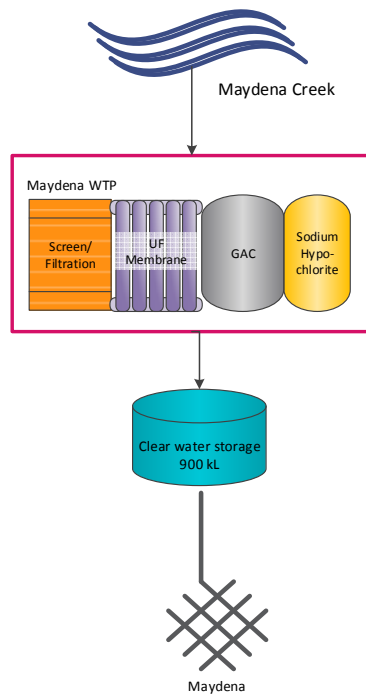 Maydena Creek
Maydena WTP
Screen/
Filtration
UF
Membrane
GAC
Sodium
Hypo-
chlorite
Clear water storage
900 kL
Maydena